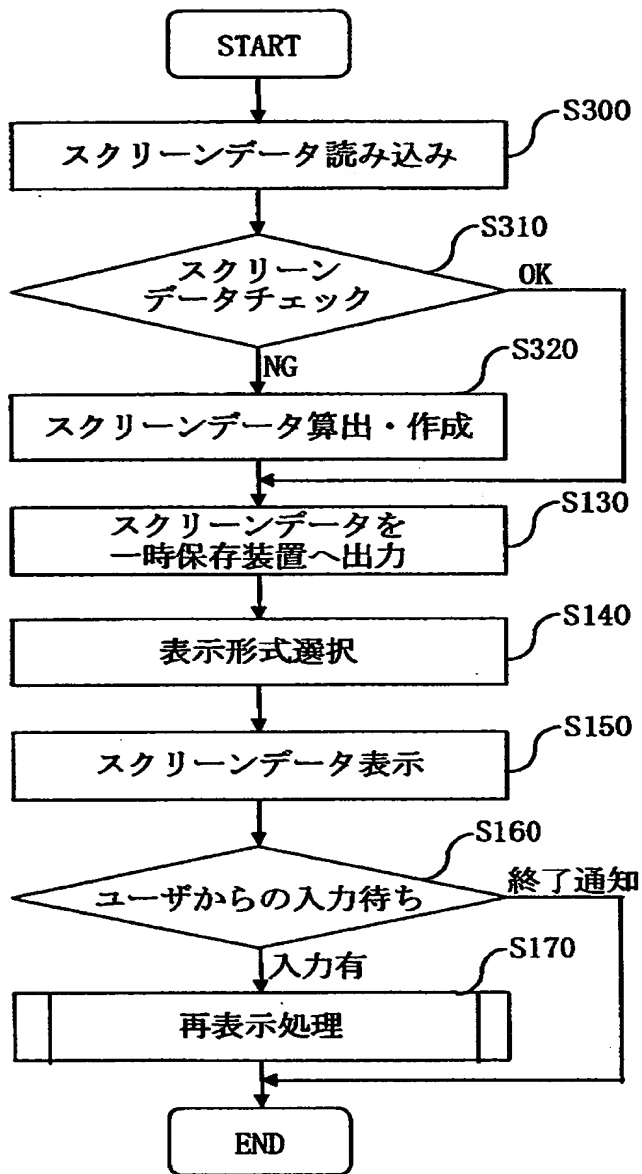 START
S300
スクリーンデータ読み込み
S310
スクリーン
データチェック
OK
NG
S320
スクリーンデータ算出・作成
S130
スクリーンデータを
一時保存装置へ出力
S140
表示形式選択
S150
スクリーンデータ表示
S160
ユーザからの入力待ち
終了通知
入力有
S170
再表示処理
END